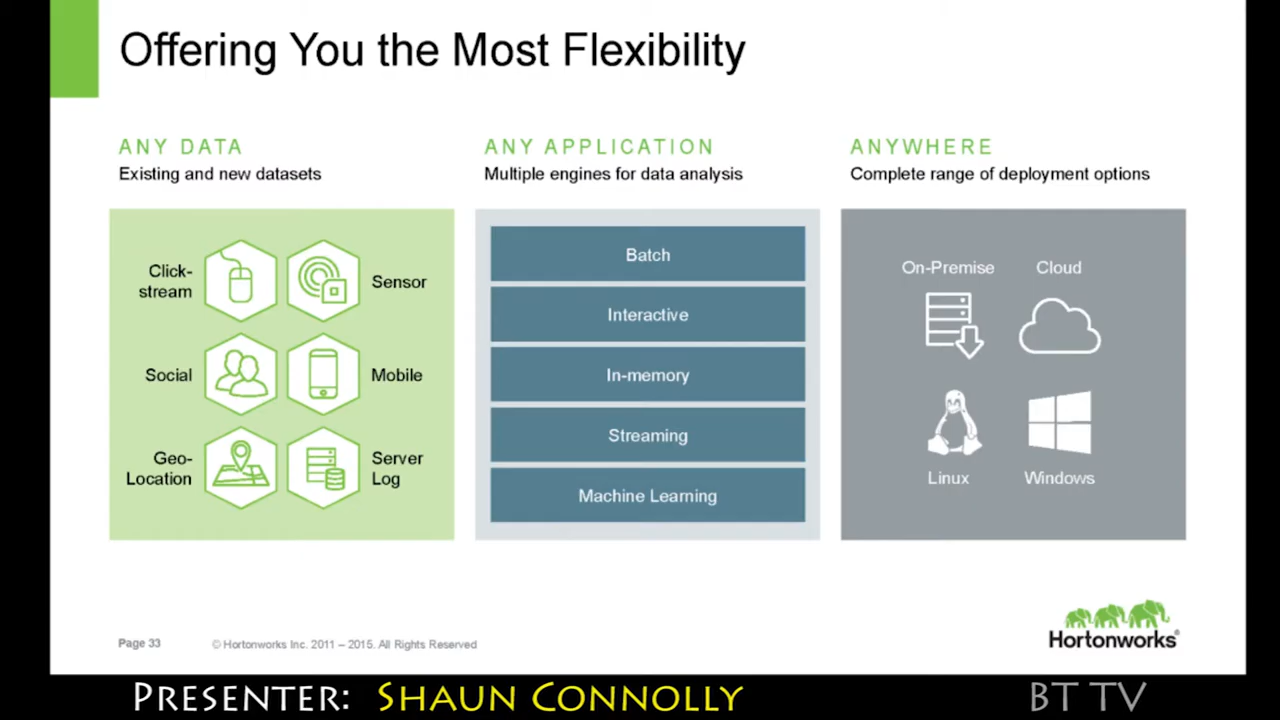 Offering You the Most Flexibility
ANY DATA
Existing and new datasets
Click-
stream
Sensor
Social
Mobile
Geo-
Location
Server
Log
ANY APPLICATION
Multiple engines for data analysis
Batch
Interactive
In-memory
Streaming
Machine Learning
ANYWHERE
Complete range of deployment options
On-Premise
Cloud
Linux
Windows
Page 33
© Hortonworks Inc. 2011 – 2015. All Rights Reserved
Hortonworks®
PRESENTER: SHAUN CONNOLLY
BT TV